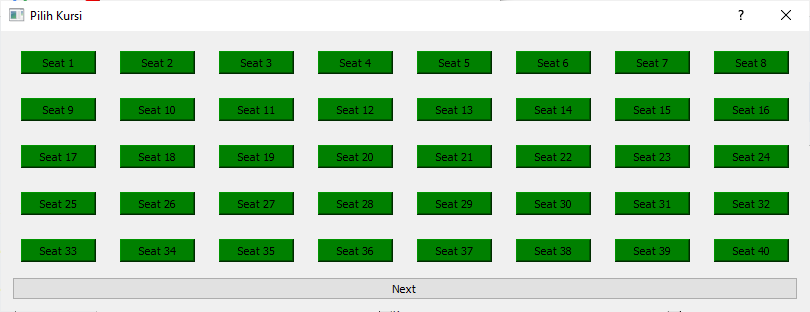 Pilih Kursi
Seat 1 Seat 2 Seat 3 Seat 4 Seat 5 Seat 6 Seat 7 Seat 8
Seat 9 Seat 10 Seat 11 Seat 12 Seat 13 Seat 14 Seat 15 Seat 16
Seat 17 Seat 18 Seat 19 Seat 20 Seat 21 Seat 22 Seat 23 Seat 24
Seat 25 Seat 26 Seat 27 Seat 28 Seat 29 Seat 30 Seat 31 Seat 32
Seat 33 Seat 34 Seat 35 Seat 36 Seat 37 Seat 38 Seat 39 Seat 40
Next